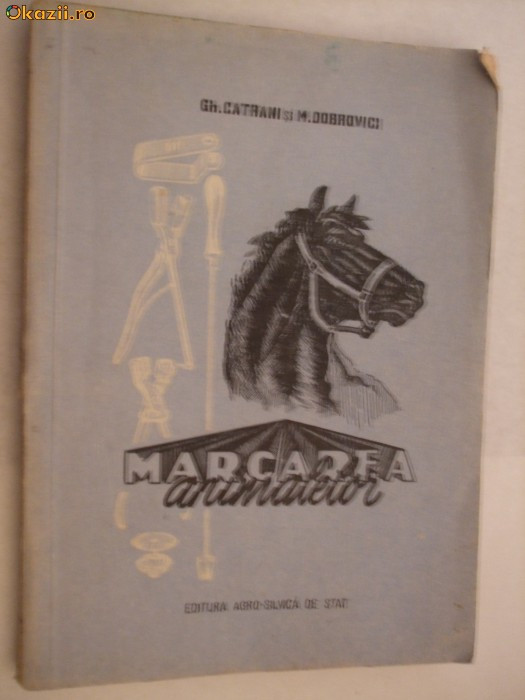 Okazii.ro
Gh. CATRANI și M. DOBROVICI
MARCAREA
animalelor
EDITURA AGRO-SILVICĂ DE STAT